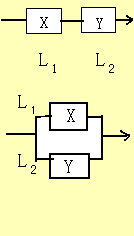 X Y
L₁ L₂
L₁ X
L₂ Y